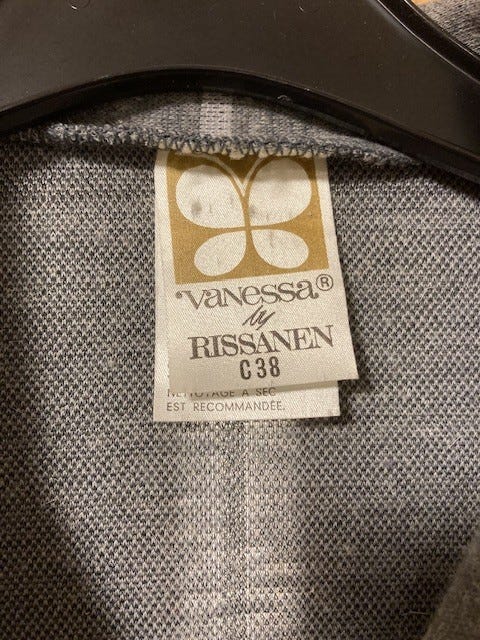 vanessa®
by
RISSANEN
C38
NETTOYAGE A SEC
EST RECOMMANDÉE.